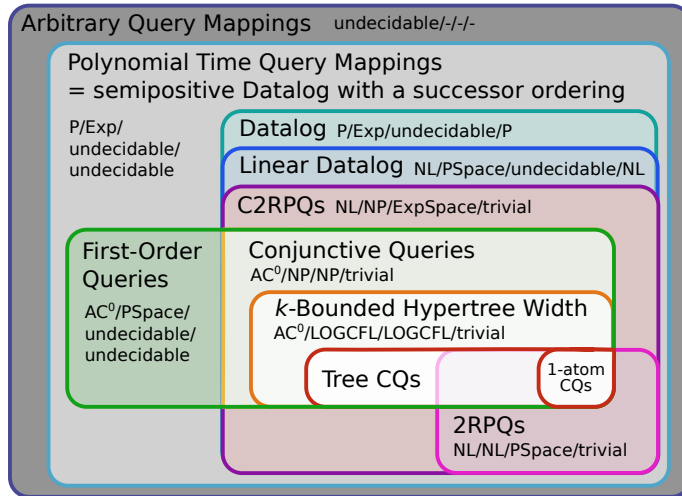 Arbitrary Query Mappings undecidable/-/-/-
Polynomial Time Query Mappings
= semipositive Datalog with a successor ordering
P/Exp/
undecidable/
undecidable
Datalog P/Exp/undecidable/P
Linear Datalog NL/PSpace/undecidable/NL
C2RPQs NL/NP/ExpSpace/trivial
First-Order
Queries
AC⁰/PSpace/
undecidable/
undecidable
Conjunctive Queries
AC⁰/NP/NP/trivial
k-Bounded Hypertree Width
AC⁰/LOGCFL/LOGCFL/trivial
Tree CQs
1-atom
CQs
2RPQs
NL/NL/PSpace/trivial